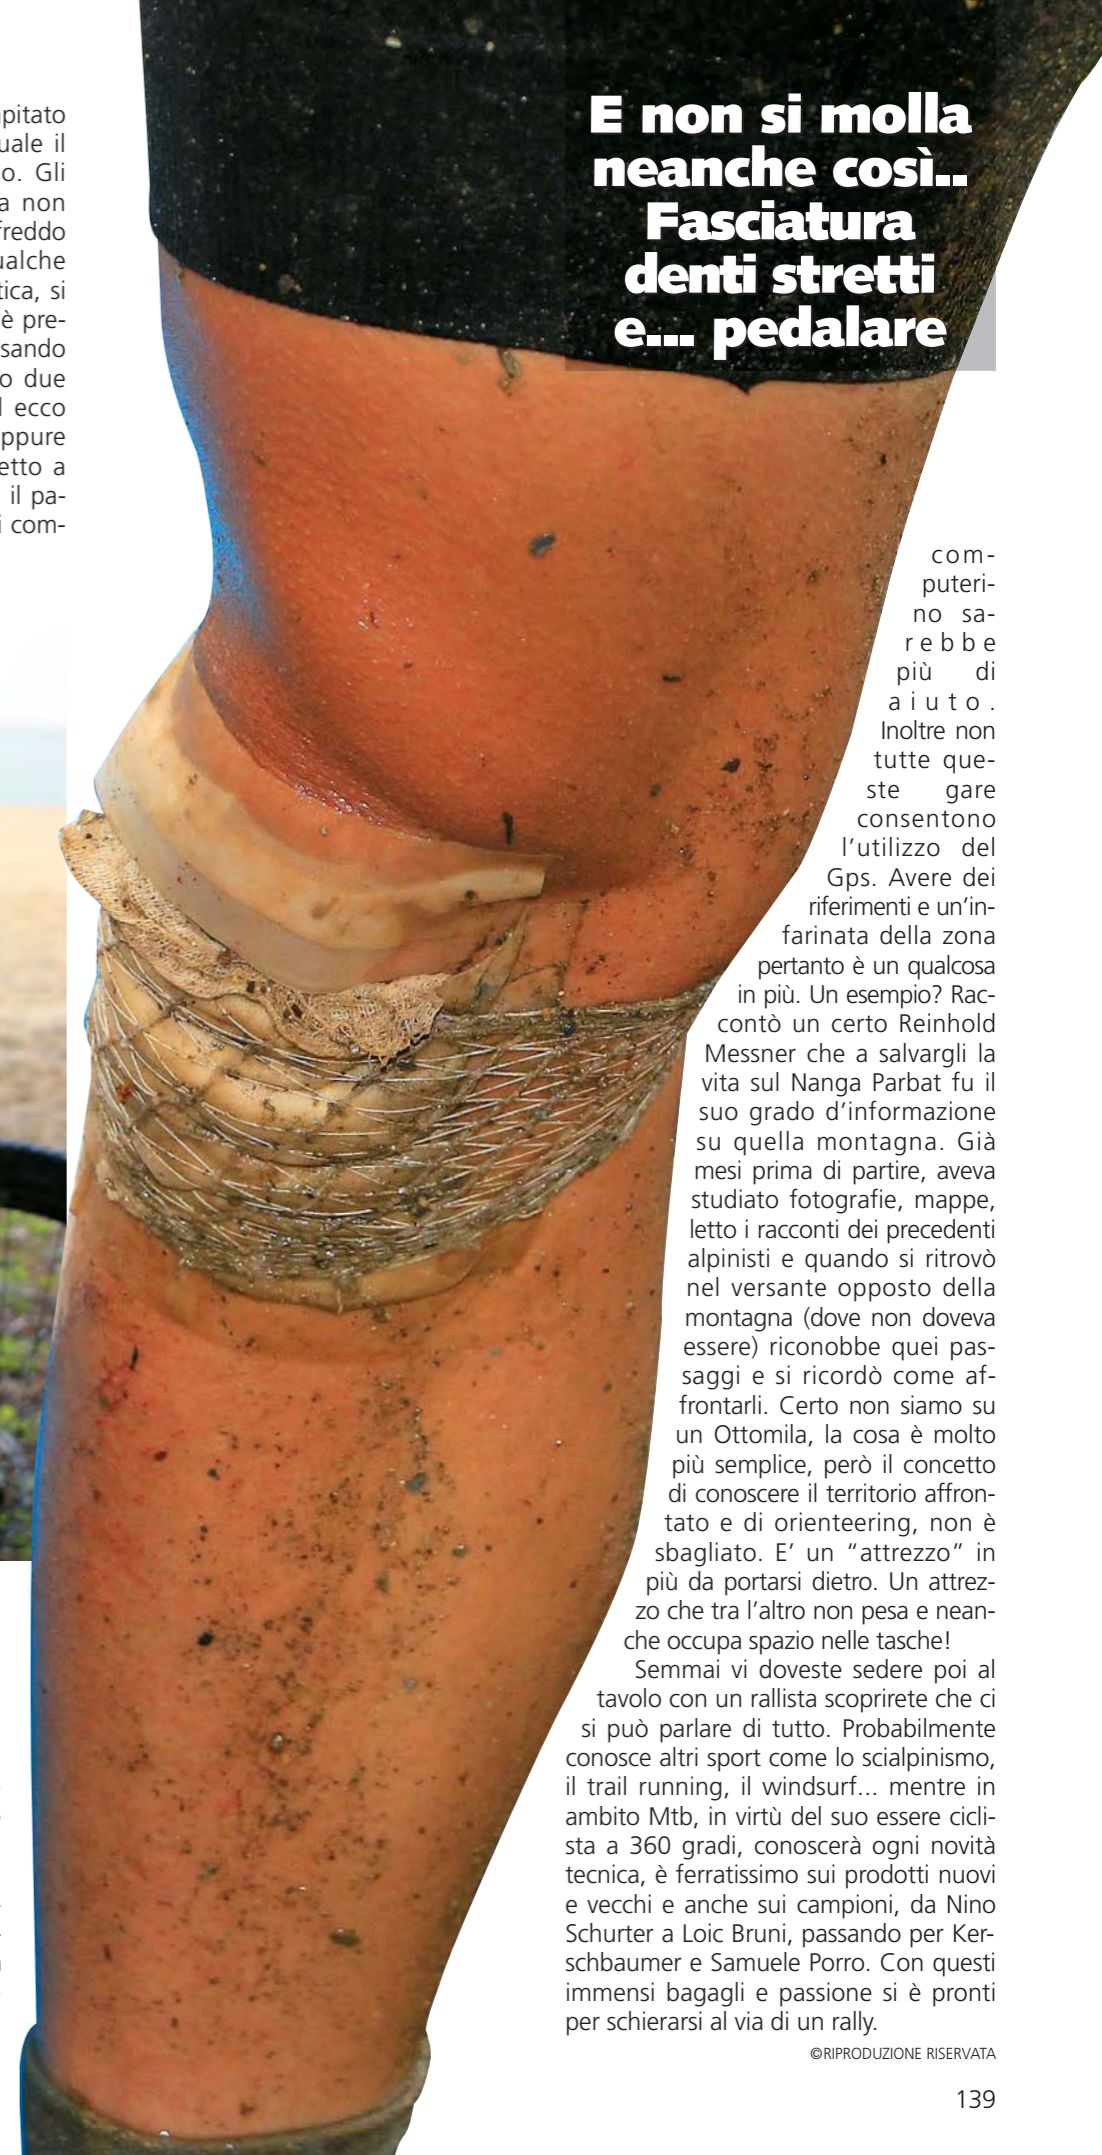 pitato
uale il
o. Gli
a non
freddo
ualche
tica, si
è pre-
sando
o due
ecco
ppure
etto a
il pa-
i com-
E non si molla
neanche così..
Fasciatura
denti stretti
e... pedalare
com-
puteri-
no sa-
rebbe
più di
aiuto.
Inoltre non
tutte que-
ste gare
consentono
l'utilizzo del
Gps. Avere dei
riferimenti e un'in-
farinata della zona
pertanto è un qualcosa
in più. Un esempio? Rac-
contò un certo Reinhold
Messner che a salvargli la
vita sul Nanga Parbat fu il
suo grado d'informazione
su quella montagna. Già
mesi prima di partire, aveva
studiato fotografie, mappe,
letto i racconti dei precedenti
alpinisti e quando si ritrovò
nel versante opposto della
montagna (dove non doveva
essere) riconobbe quei pas-
saggi e si ricordò come af-
frontarli. Certo non siamo su
un Ottomila, la cosa è molto
più semplice, però il concetto
di conoscere il territorio affron-
tato e di orienteering, non è
sbagliato. E' un "attrezzo" in
più da portarsi dietro. Un attrez-
zo che tra l'altro non pesa e nean-
che occupa spazio nelle tasche!
Semmai vi doveste sedere poi al
tavolo con un rallista scoprirete che ci
si può parlare di tutto. Probabilmente
conosce altri sport come lo scialpinismo,
il trail running, il windsurf... mentre in
ambito Mtb, in virtù del suo essere cicli-
sta a 360 gradi, conoscerà ogni novità
tecnica, è ferratissimo sui prodotti nuovi
e vecchi e anche sui campioni, da Nino
Schurter a Loic Bruni, passando per Ker-
schbaumer e Samuele Porro. Con questi
immensi bagagli e passione si è pronti
per schierarsi al via di un rally.
©RIPRODUZIONE RISERVATA
139